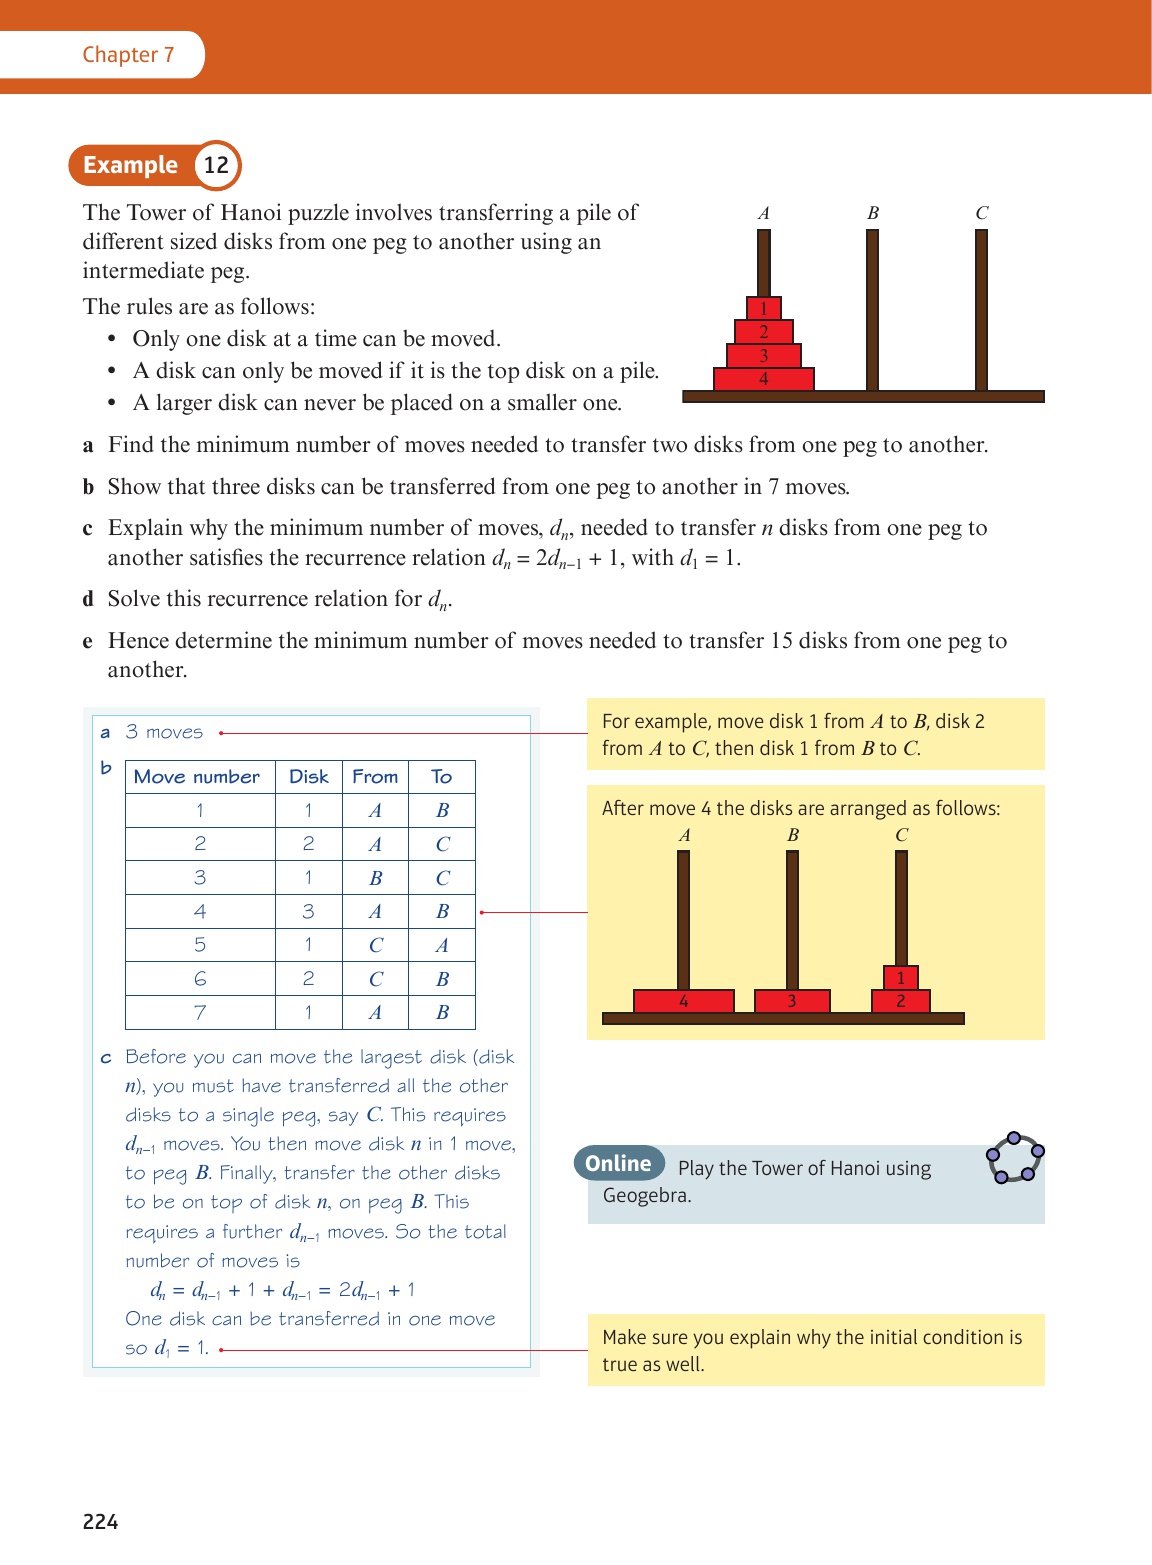 Chapter 7
Example 12
The Tower of Hanoi puzzle involves transferring a pile of
different sized disks from one peg to another using an
intermediate peg.
The rules are as follows:
• Only one disk at a time can be moved.
• A disk can only be moved if it is the top disk on a pile.
• A larger disk can never be placed on a smaller one.
A B C
1
2
3
4
a Find the minimum number of moves needed to transfer two disks from one peg to another.
b Show that three disks can be transferred from one peg to another in 7 moves.
c Explain why the minimum number of moves, dₙ, needed to transfer n disks from one peg to
another satisfies the recurrence relation dₙ = 2dₙ₋₁ + 1, with d₁ = 1.
d Solve this recurrence relation for dₙ.
e Hence determine the minimum number of moves needed to transfer 15 disks from one peg to
another.
a 3 moves
For example, move disk 1 from A to B, disk 2
from A to C, then disk 1 from B to C.
b
Move number Disk From To
1 1 A B
2 2 A C
3 1 B C
4 3 A B
5 1 C A
6 2 C B
7 1 A B
After move 4 the disks are arranged as follows:
A B C
1
4 3 2
c Before you can move the largest disk (disk
n), you must have transferred all the other
disks to a single peg, say C. This requires
dₙ₋₁ moves. You then move disk n in 1 move,
to peg B. Finally, transfer the other disks
to be on top of disk n, on peg B. This
requires a further dₙ₋₁ moves. So the total
number of moves is
dₙ = dₙ₋₁ + 1 + dₙ₋₁ = 2dₙ₋₁ + 1
One disk can be transferred in one move
so d₁ = 1.
Online Play the Tower of Hanoi using
Geogebra.
Make sure you explain why the initial condition is
true as well.
224